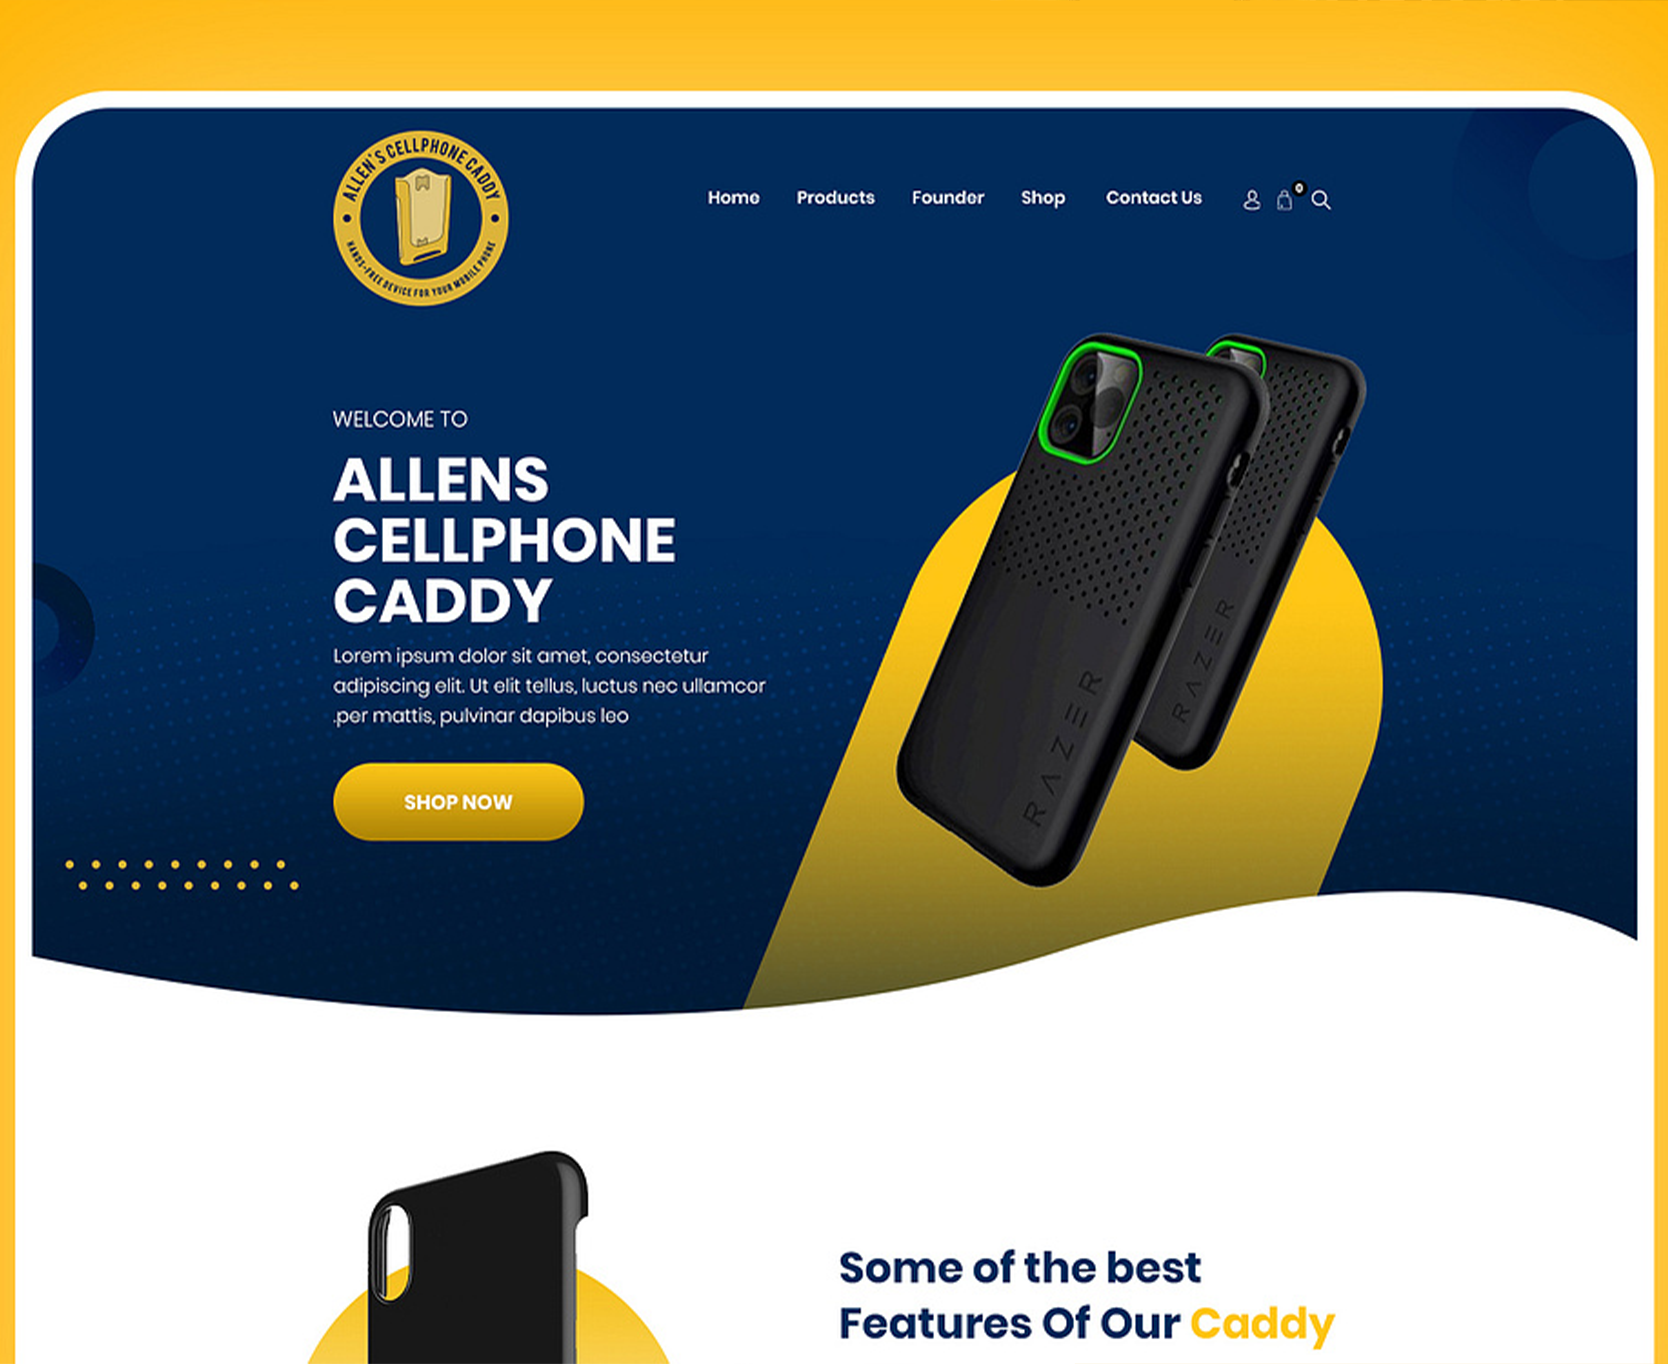 ALLEN'S CELLPHONE CADDY
HANDS-FREE DEVICE FOR YOUR MOBILE PHONE
Home Products Founder Shop Contact Us 0
WELCOME TO
ALLENS
CELLPHONE
CADDY
Lorem ipsum dolor sit amet, consectetur
adipiscing elit. Ut elit tellus, luctus nec ullamcor
.per mattis, pulvinar dapibus leo
SHOP NOW
RAZER
RAZER
Some of the best
Features Of Our Caddy